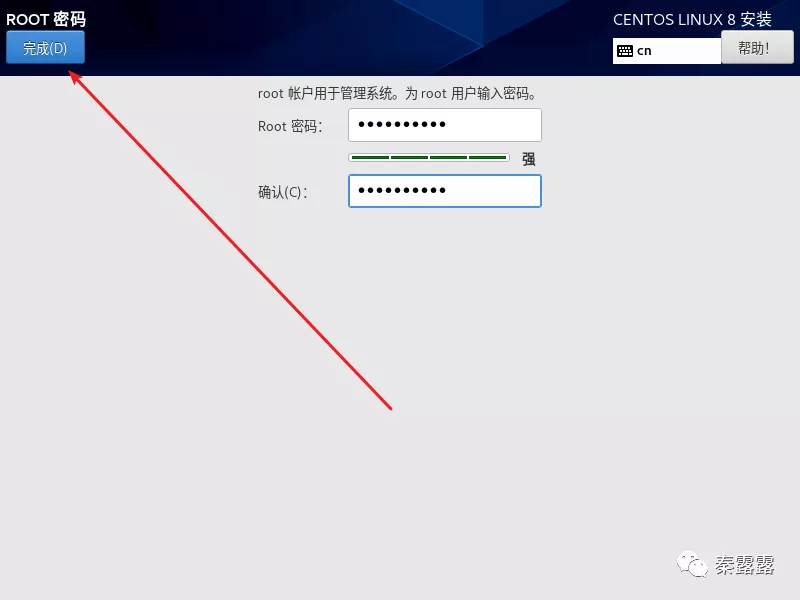 ROOT 密码
CENTOS LINUX 8 安装
完成(D)
cn
帮助!
root 帐户用于管理系统。为 root 用户输入密码。
Root 密码:
●●●●●●●●●●
强
确认(C):
●●●●●●●●●●
秦露露